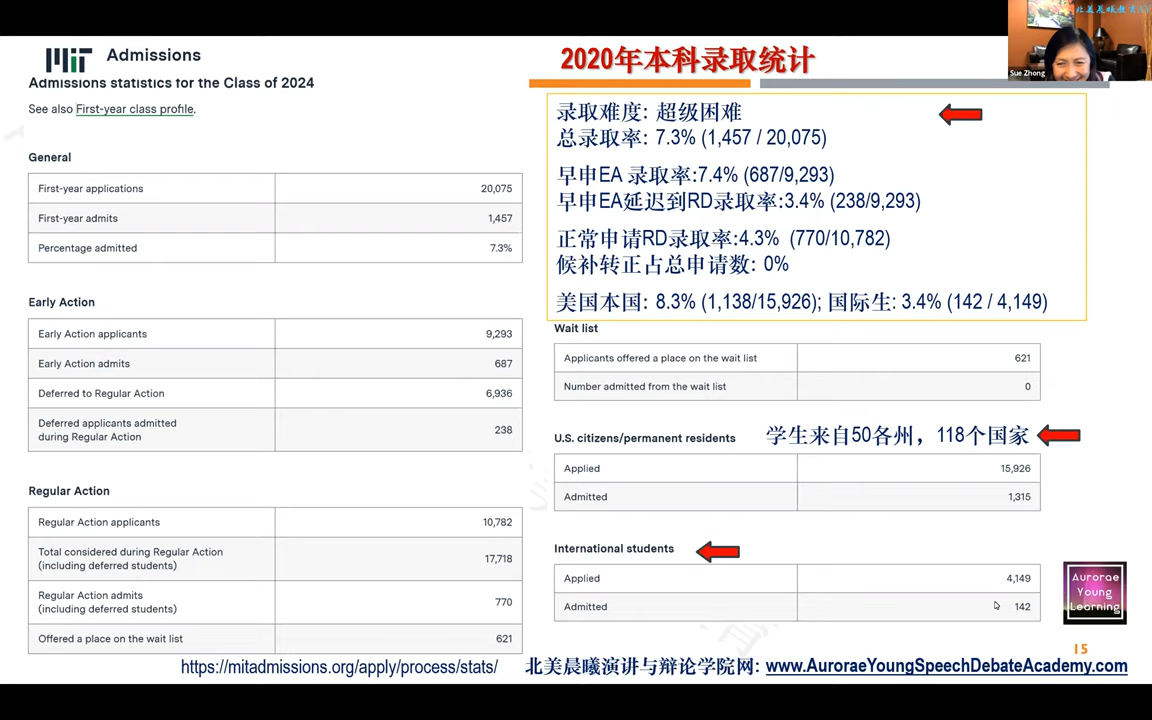 MIT Admissions
Admissions statistics for the Class of 2024
See also First-year class profile.
General
First-year applications 20,075
First-year admits 1,457
Percentage admitted 7.3%
Early Action
Early Action applicants 9,293
Early Action admits 687
Deferred to Regular Action 6,936
Deferred applicants admitted
during Regular Action 238
Regular Action
Regular Action applicants 10,782
Total considered during Regular Action
(including deferred students) 17,718
Regular Action admits
(including deferred students) 770
Offered a place on the wait list 621
https://mitadmissions.org/apply/process/stats/
2020年本科录取统计
Sue Zhong
录取难度: 超级困难
总录取率: 7.3% (1,457 / 20,075)
早申EA 录取率:7.4% (687/9,293)
早申EA延迟到RD录取率:3.4% (238/9,293)
正常申请RD录取率:4.3% (770/10,782)
候补转正占总申请数: 0%
美国本国: 8.3% (1,138/15,926); 国际生: 3.4% (142 / 4,149)
Wait list
Applicants offered a place on the wait list 621
Number admitted from the wait list 0
U.S. citizens/permanent residents
学生来自50各州，118个国家
Applied 15,926
Admitted 1,315
International students
Applied 4,149
Admitted 142
Aurorae
Young
Learning
15
北美晨曦演讲与辩论学院网: www.AuroraeYoungSpeechDebateAcademy.com